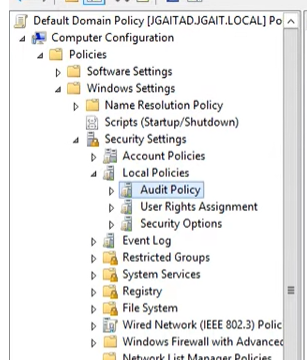 Default Domain Policy [JGAITAD.JGAIT.LOCAL] Po
Computer Configuration
Policies
Software Settings
Windows Settings
Name Resolution Policy
Scripts (Startup/Shutdown)
Security Settings
Account Policies
Local Policies
Audit Policy
User Rights Assignment
Security Options
Event Log
Restricted Groups
System Services
Registry
File System
Wired Network (IEEE 802.3) Polic
Windows Firewall with Advanced
Network List Manager Policies